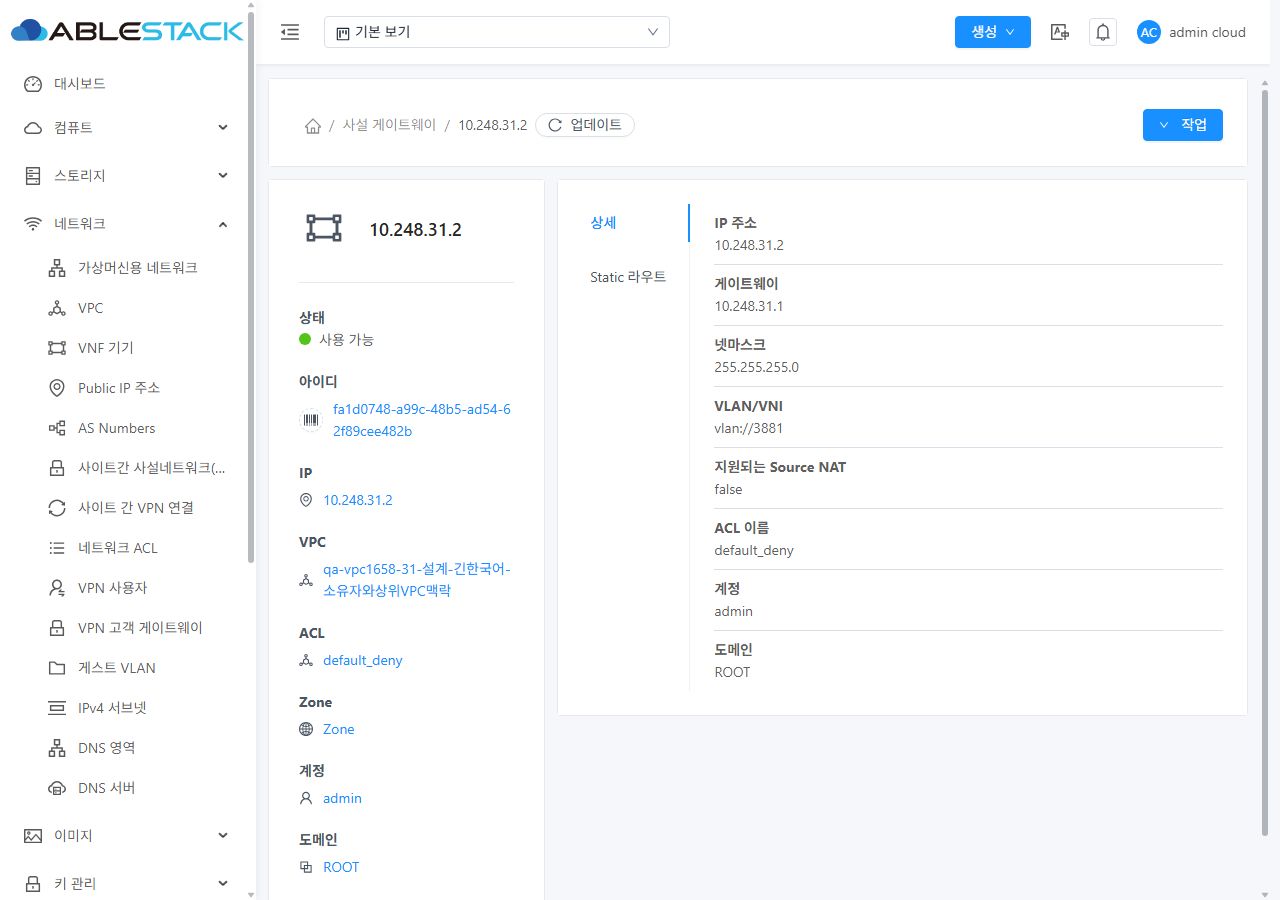 ABLESTACK
기본 보기
생성
AC
admin cloud
대시보드
컴퓨트
스토리지
네트워크
가상머신용 네트워크
VPC
VNF 기기
Public IP 주소
AS Numbers
사이트간 사설네트워크(...
사이트 간 VPN 연결
네트워크 ACL
VPN 사용자
VPN 고객 게이트웨이
게스트 VLAN
IPv4 서브넷
DNS 영역
DNS 서버
이미지
키 관리
/ 사설 게이트웨이 / 10.248.31.2
업데이트
작업
10.248.31.2
상태
사용 가능
아이디
fa1d0748-a99c-48b5-ad54-6
2f89cee482b
IP
10.248.31.2
VPC
qa-vpc1658-31-설계-긴한국어-
소유자와상위VPC맥락
ACL
default_deny
Zone
Zone
계정
admin
도메인
ROOT
상세
Static 라우트
IP 주소
10.248.31.2
게이트웨이
10.248.31.1
넷마스크
255.255.255.0
VLAN/VNI
vlan://3881
지원되는 Source NAT
false
ACL 이름
default_deny
계정
admin
도메인
ROOT